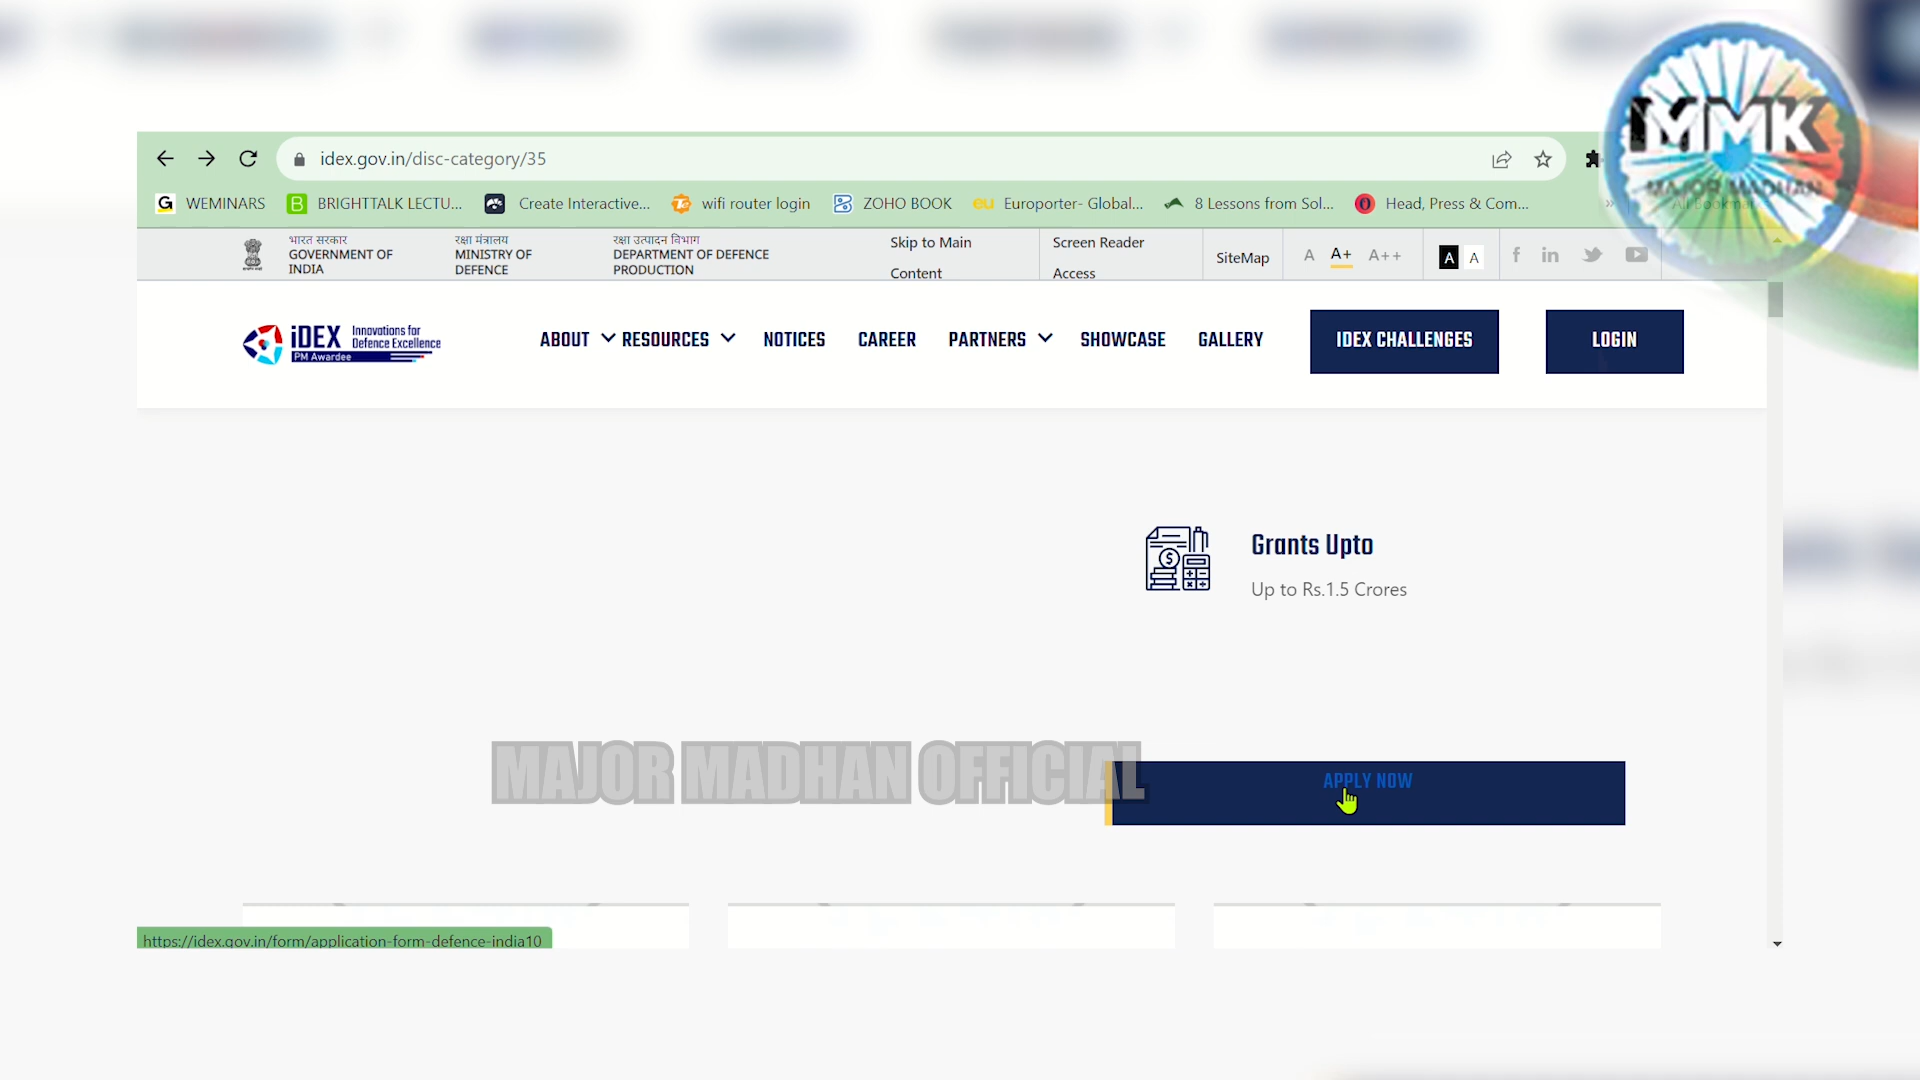 MMK
MAJOR MADHAN
idex.gov.in/disc-category/35
WEMINARS
BRIGHTTALK LECTU...
Create Interactive...
wifi router login
ZOHO BOOK
Europorter- Global...
8 Lessons from Sol...
Head, Press & Com...
All Bookmarks
भारत सरकार
GOVERNMENT OF
INDIA
रक्षा मंत्रालय
MINISTRY OF
DEFENCE
रक्षा उत्पादन विभाग
DEPARTMENT OF DEFENCE
PRODUCTION
Skip to Main
Content
Screen Reader
Access
SiteMap
A A+ A++
A A
iDEX Innovations for
Defence Excellence
PM Awardee
ABOUT
RESOURCES
NOTICES
CAREER
PARTNERS
SHOWCASE
GALLERY
IDEX CHALLENGES
LOGIN
Grants Upto
Up to Rs.1.5 Crores
MAJOR MADHAN OFFICIAL
APPLY NOW
https://idex.gov.in/form/application-form-defence-india10